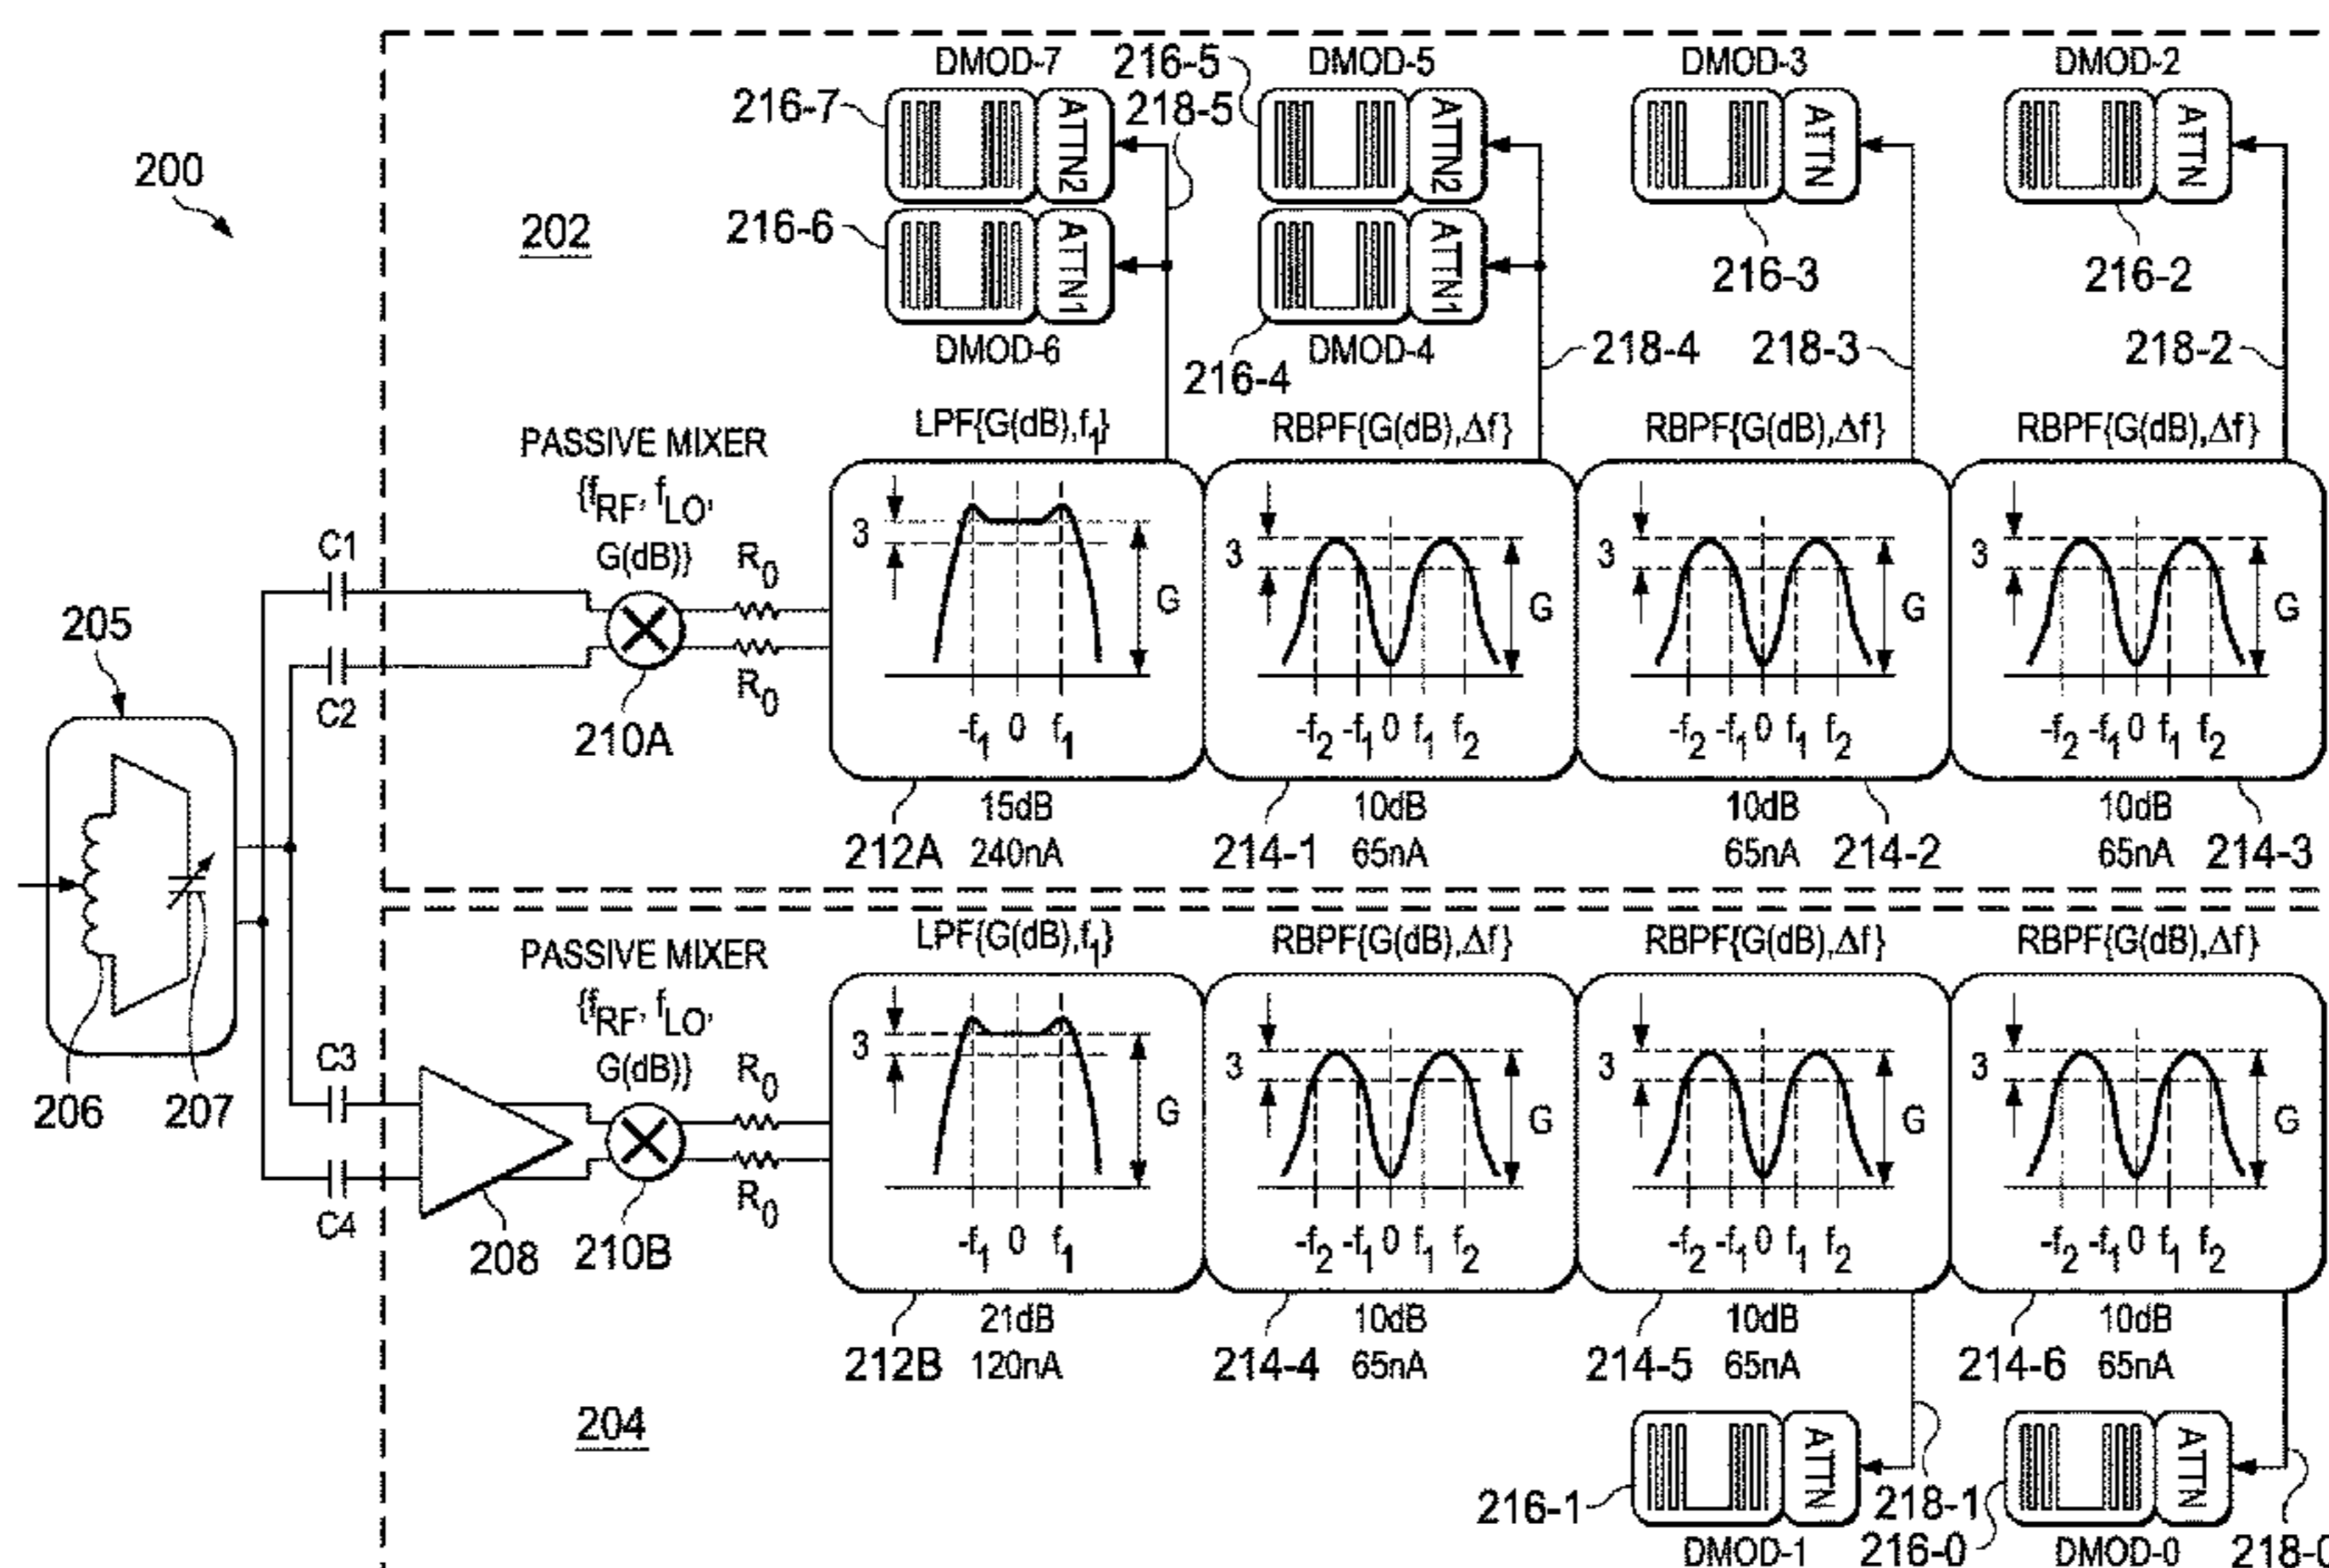 DMOD-7 216-5 DMOD-5 DMOD-3 DMOD-2
216-7 ATTN2 218-5 ATTN2 ATTN ATTN
200
202 216-6 ATTN1 ATTN1 216-3 216-2
DMOD-6 216-4 DMOD-4 218-4 218-3 218-2
PASSIVE MIXER LPF{G(dB),f1} RBPF{G(dB),Δf} RBPF{G(dB),Δf} RBPF{G(dB),Δf}
{fRF, fLO,
G(dB)}
C1 R0 3 G 3 G 3 G 3 G
205 C2 R0
210A -f1 0 f1 -f2 -f1 0 f1 f2 -f2 -f1 0 f1 f2 -f2 -f1 0 f1 f2
15dB 10dB 10dB 10dB
212A 240nA 214-1 65nA 65nA 214-2 65nA 214-3
PASSIVE MIXER LPF{G(dB),f1} RBPF{G(dB),Δf} RBPF{G(dB),Δf} RBPF{G(dB),Δf}
{fRF, fLO,
G(dB)}
206 207 C3 R0 3 G 3 G 3 G 3 G
C4 R0
208 210B -f1 0 f1 -f2 -f1 0 f1 f2 -f2 -f1 0 f1 f2 -f2 -f1 0 f1 f2
21dB 10dB 10dB 10dB
212B 120nA 214-4 65nA 214-5 65nA 214-6 65nA
204
216-1 ATTN 218-1 ATTN
DMOD-1 216-0 DMOD-0 218-0